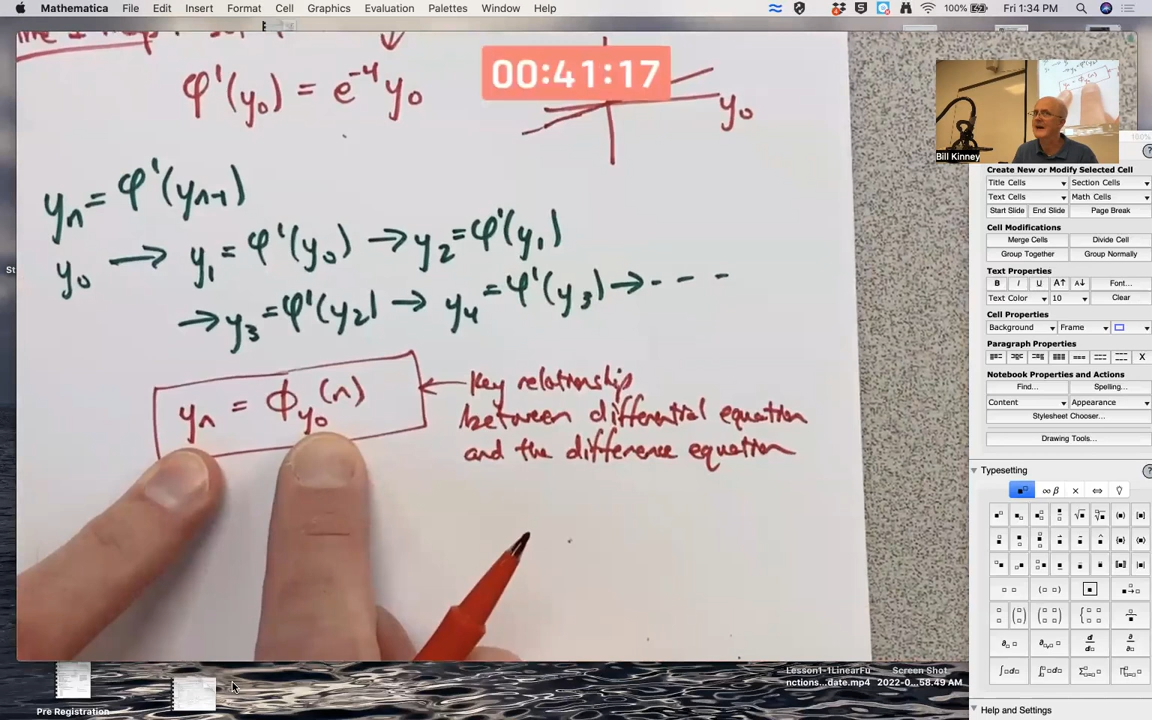 Mathematica File Edit Insert Format Cell Graphics Evaluation Palettes Window Help
100% Fri 1:34 PM
00:41:17
φ'(y₀) = e⁻⁴ y₀
y₀
Bill Kinney
yₙ = φ'(yₙ₋₁)
y₀ → y₁ = φ'(y₀) → y₂ = φ'(y₁)
→ y₃ = φ'(y₂) → y₄ = φ'(y₃) → - - -
yₙ = ϕ_y₀(n) ← Key relationship
between differential equation
and the difference equation
100%
Create New or Modify Selected Cell
Title Cells Section Cells
Text Cells Math Cells
Start Slide End Slide Page Break
Cell Modifications
Merge Cells Divide Cell
Group Together Group Normally
Text Properties
B I U A↑ A↓ Font...
Text Color 10 Clear
Cell Properties
Background Frame
Paragraph Properties
X
Notebook Properties and Actions
Find... Spelling...
Content Appearance
Stylesheet Chooser...
Drawing Tools...
Typesetting
∞β × ⇔
Help and Settings
Pre Registration
Lesson1-1LinearFu
nctions...date.mp4
Screen Shot
2022-0...58.49 AM